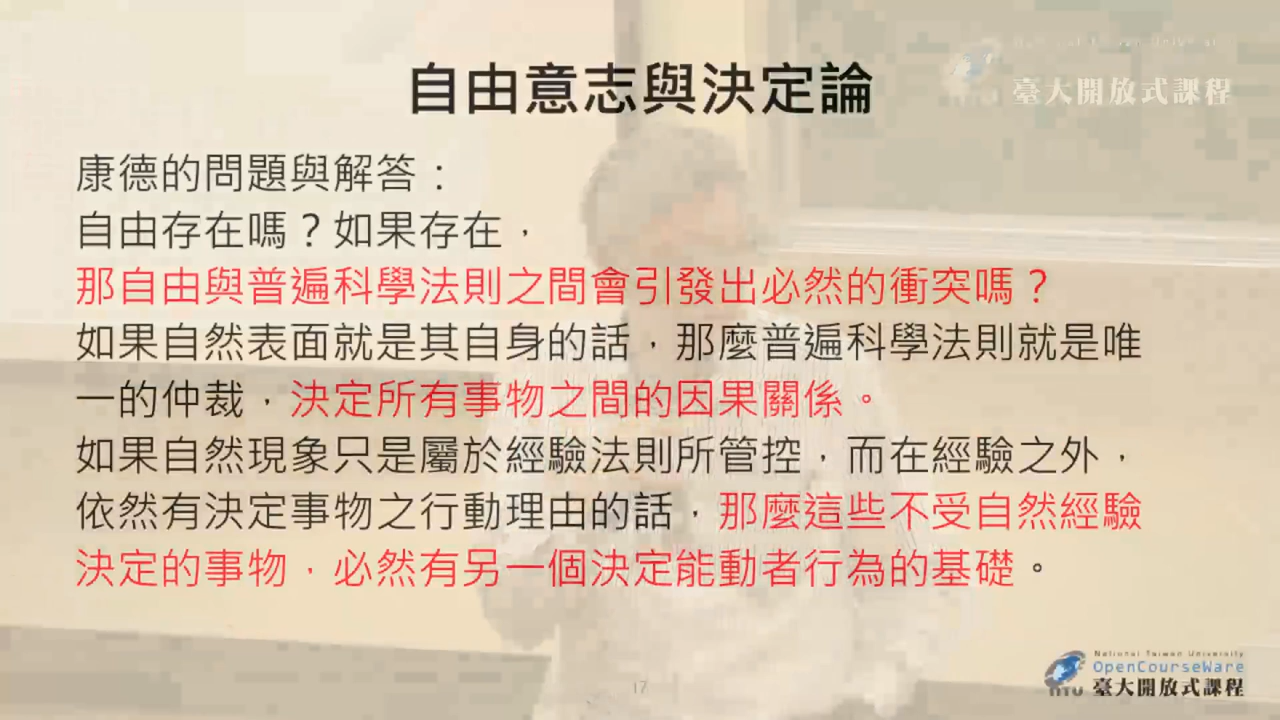 National Taiwan University
臺大開放式課程
自由意志與決定論
康德的問題與解答：
自由存在嗎？如果存在，
那自由與普遍科學法則之間會引發出必然的衝突嗎？
如果自然表面就是其自身的話，那麼普遍科學法則就是唯
一的仲裁，決定所有事物之間的因果關係。
如果自然現象只是屬於經驗法則所管控，而在經驗之外，
依然有決定事物之行動理由的話，那麼這些不受自然經驗
決定的事物，必然有另一個決定能動者行為的基礎。
17
National Taiwan University
OpenCourseWare
NTU 臺大開放式課程